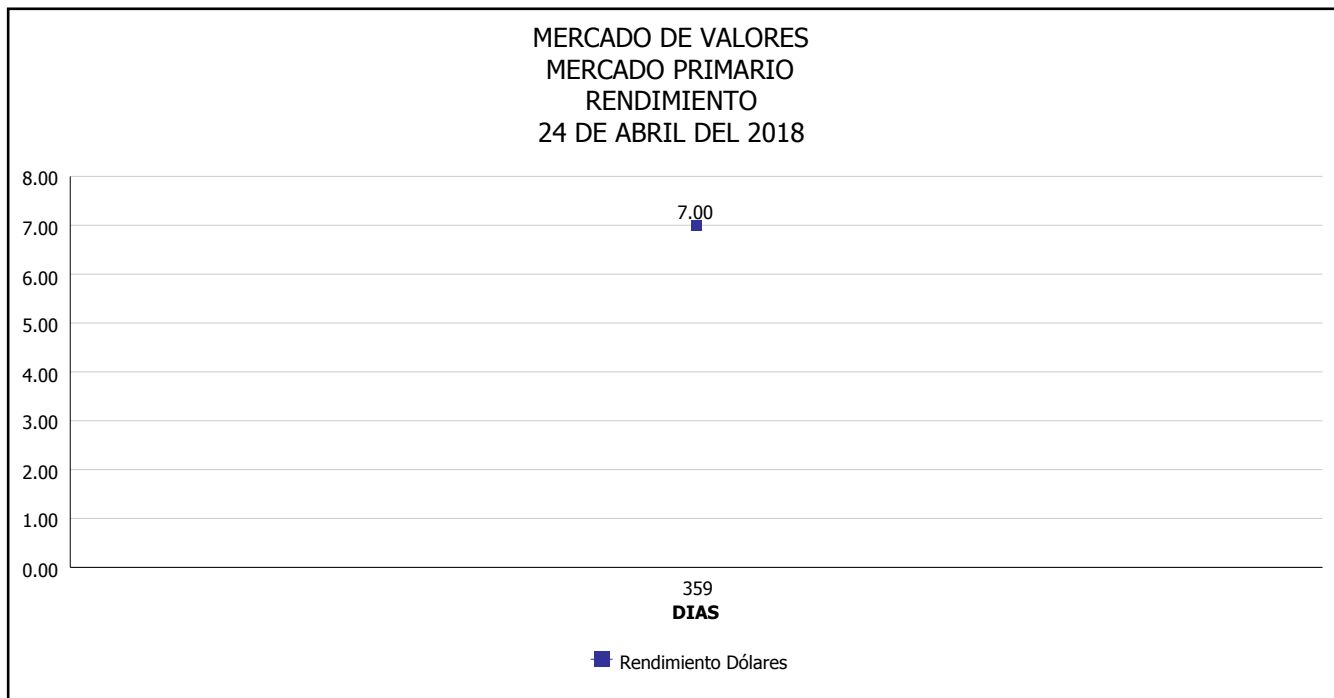 MERCADO DE VALORES
MERCADO PRIMARIO
RENDIMIENTO
24 DE ABRIL DEL 2018
8.00
7.00
7.00
6.00
5.00
4.00
3.00
2.00
1.00
0.00
359
DIAS
Rendimiento Dólares